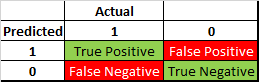 Actual
Predicted 1 0
1 True Positive False Positive
0 False Negative True Negative